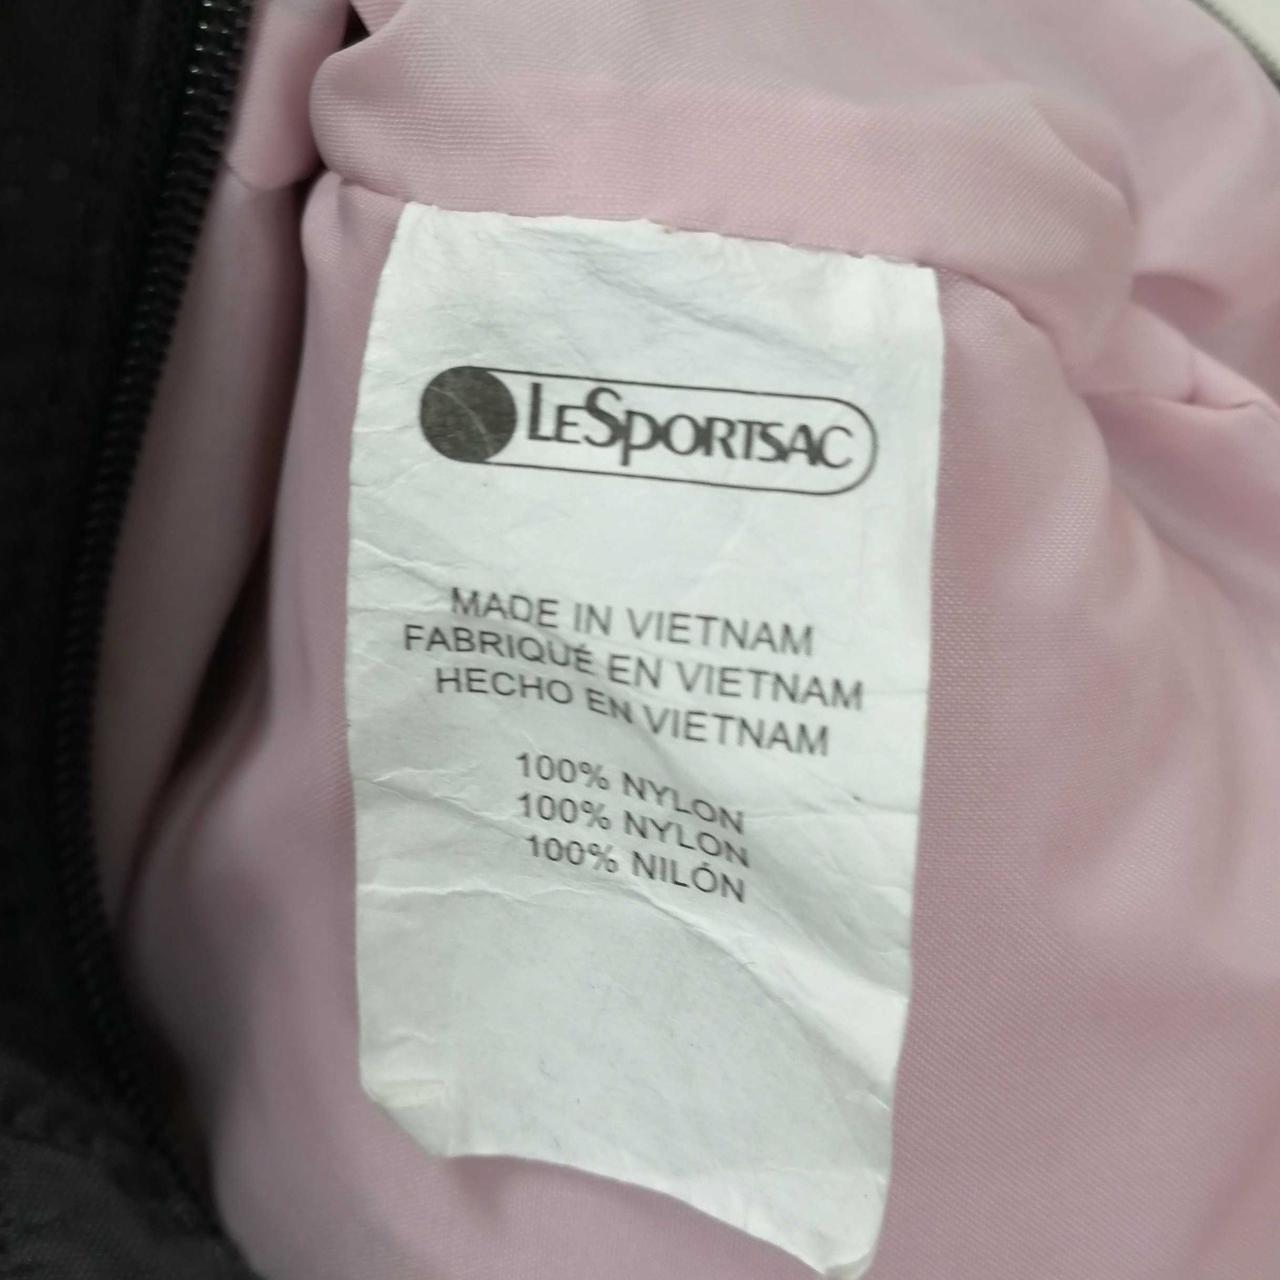 LESPORTSAC
MADE IN VIETNAM
FABRIQUÉ EN VIETNAM
HECHO EN VIETNAM
100% NYLON
100% NYLON
100% NILÓN